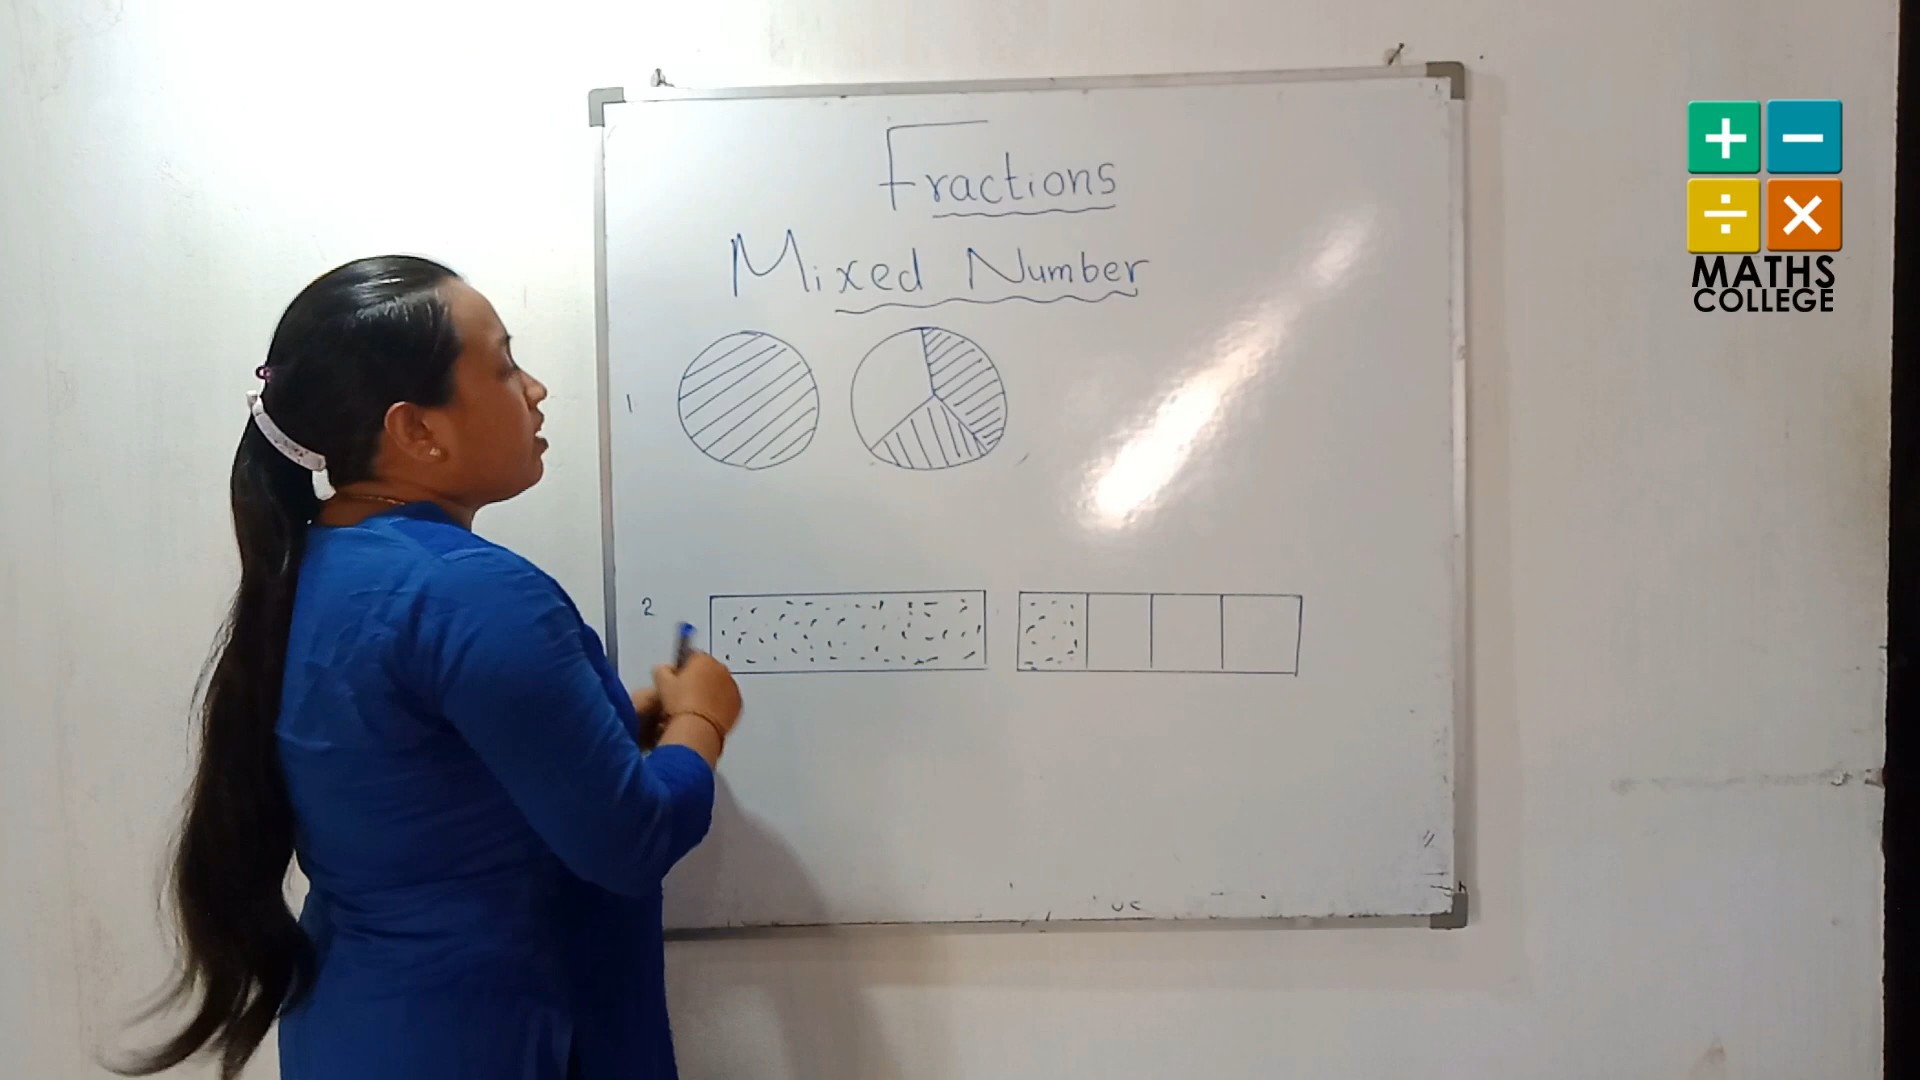 Fractions
Mixed Number
1
2
+ −
÷ ×
MATHS
COLLEGE